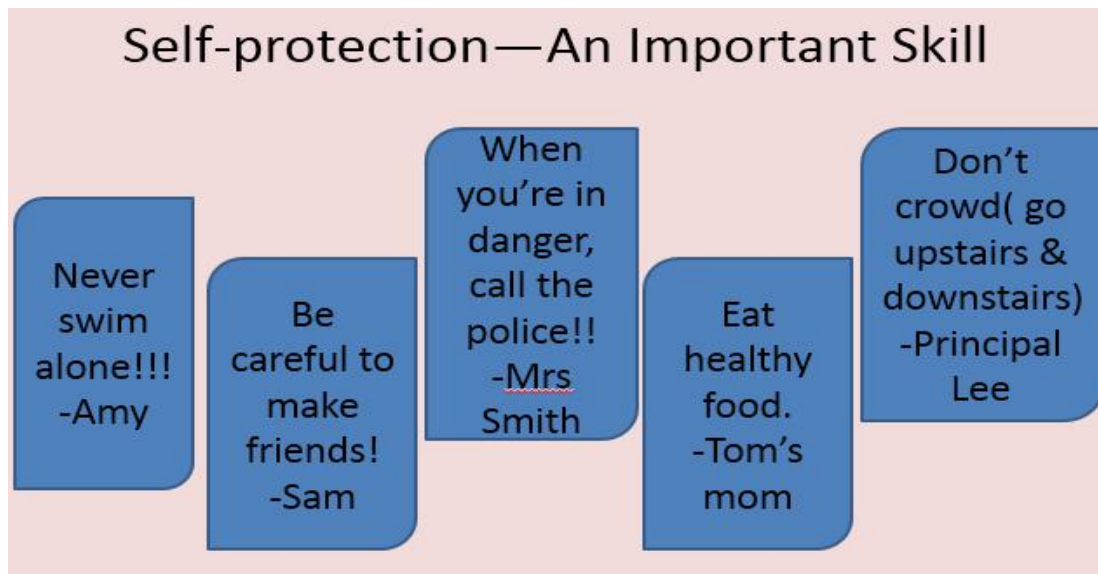 Self-protection—An Important Skill
Never
swim
alone!!!
-Amy
Be
careful to
make
friends!
-Sam
When
you’re in
danger,
call the
police!!
-Mrs
Smith
Eat
healthy
food.
-Tom’s
mom
Don’t
crowd( go
upstairs &
downstairs)
-Principal
Lee